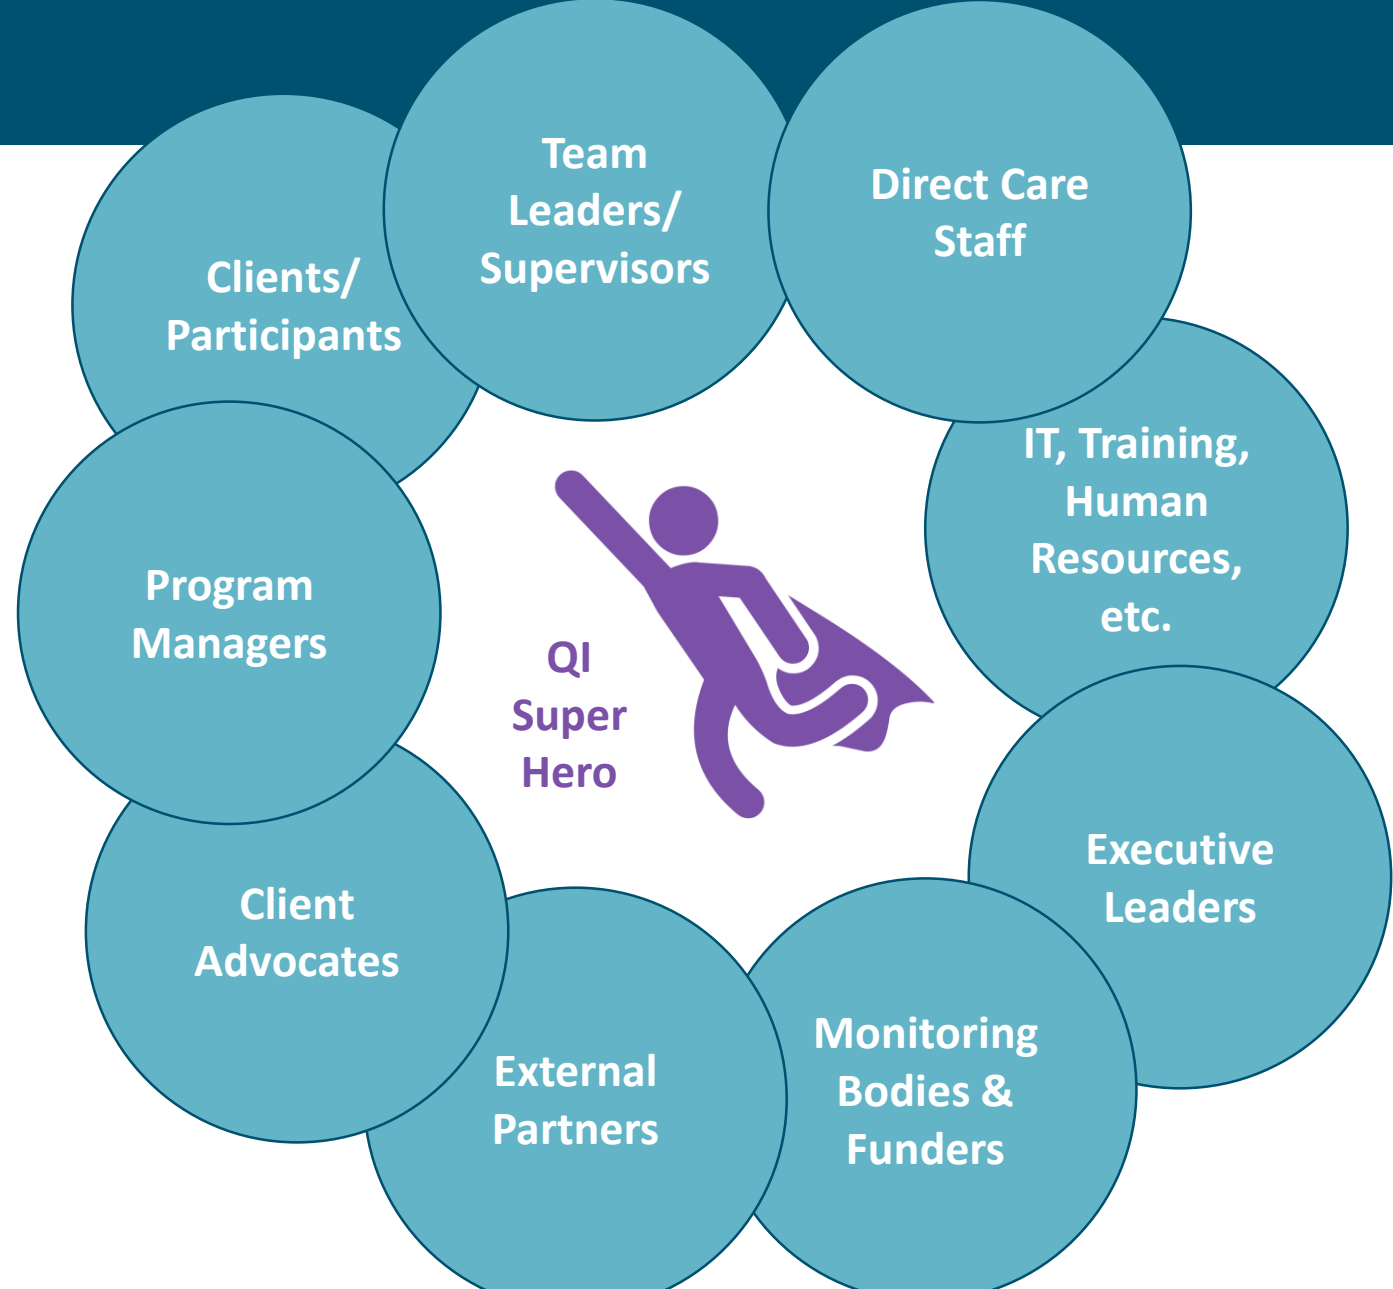 Team
Leaders/
Supervisors
Direct Care
Staff
Clients/
Participants
IT, Training,
Human
Resources,
etc.
Program
Managers
QI
Super
Hero
Executive
Leaders
Client
Advocates
Monitoring
Bodies &
Funders
External
Partners